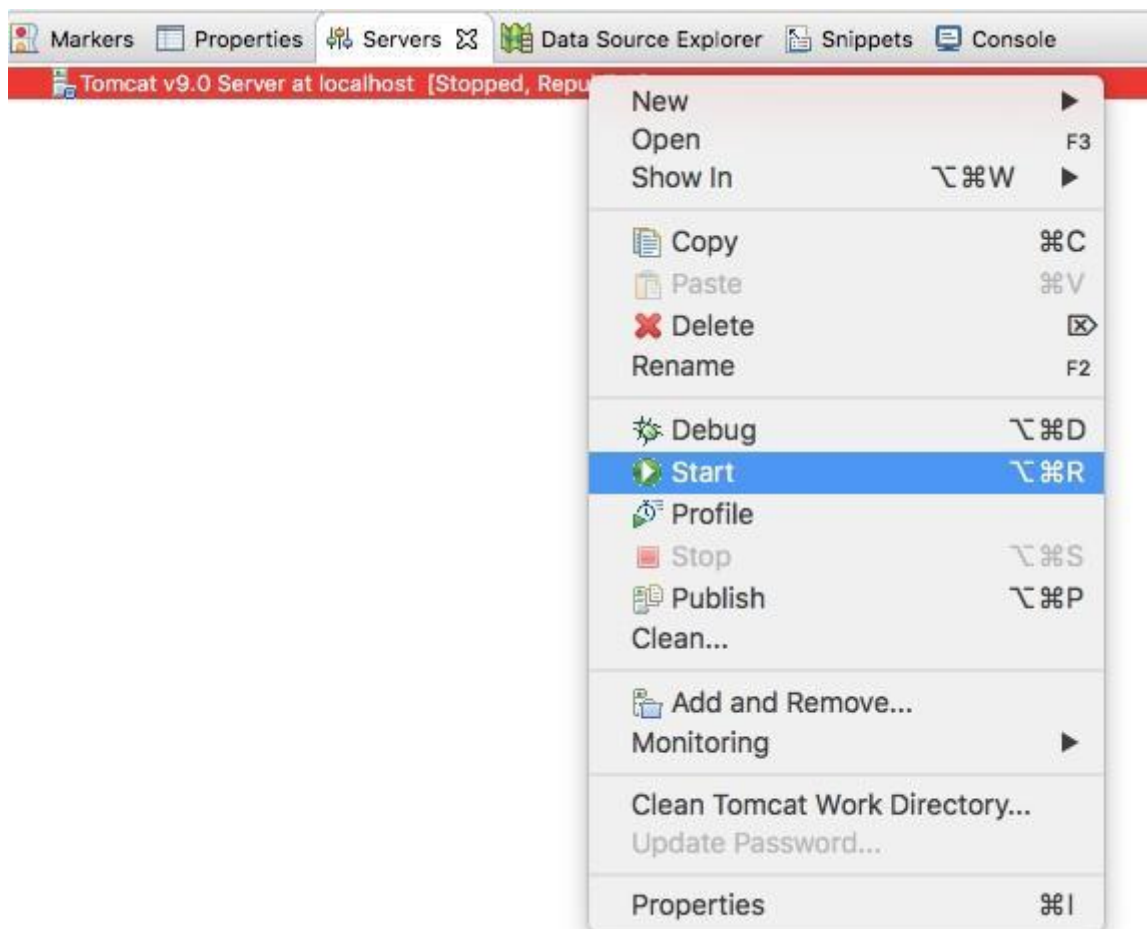 Markers Properties Servers Data Source Explorer Snippets Console
Tomcat v9.0 Server at localhost [Stopped,
New
Open F3
Show In ⌥⌘W
Copy ⌘C
Paste ⌘V
Delete ⌦
Rename F2
Debug ⌥⌘D
Start ⌥⌘R
Profile
Stop ⌥⌘S
Publish ⌥⌘P
Clean...
Add and Remove...
Monitoring
Clean Tomcat Work Directory...
Update Password...
Properties ⌘I